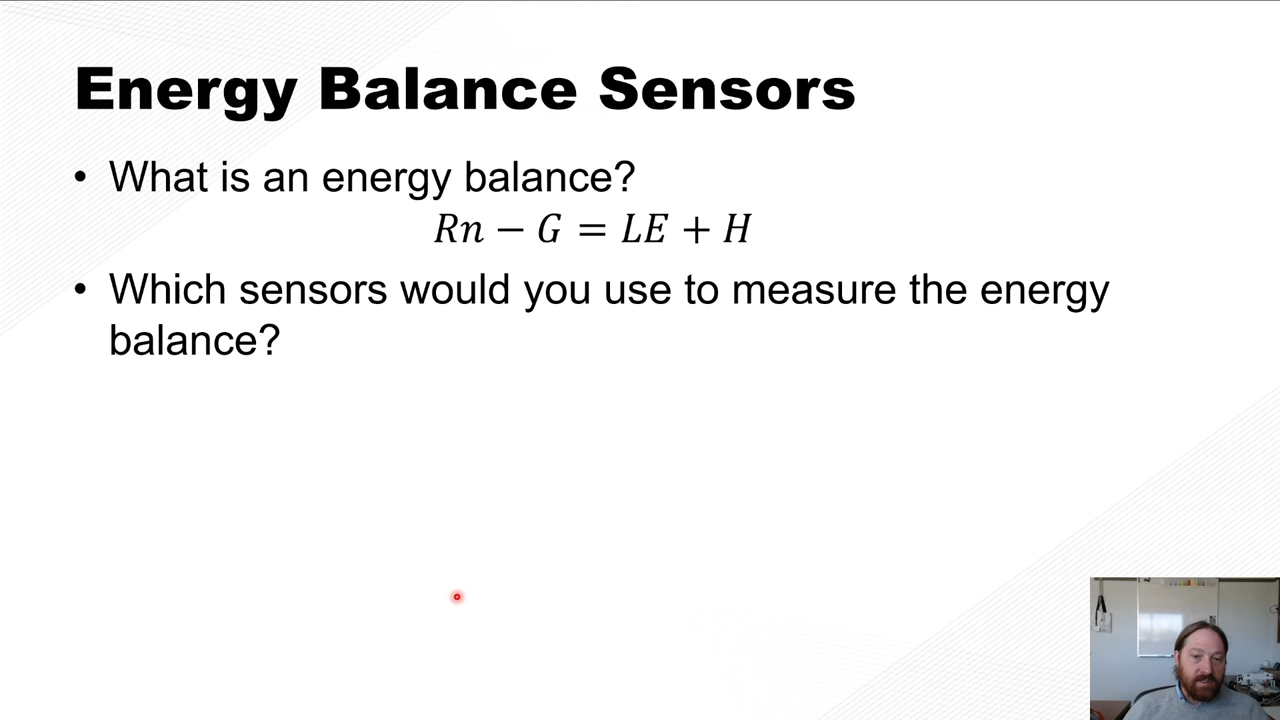 Energy Balance Sensors
• What is an energy balance?
Rn − G = LE + H
• Which sensors would you use to measure the energy
balance?